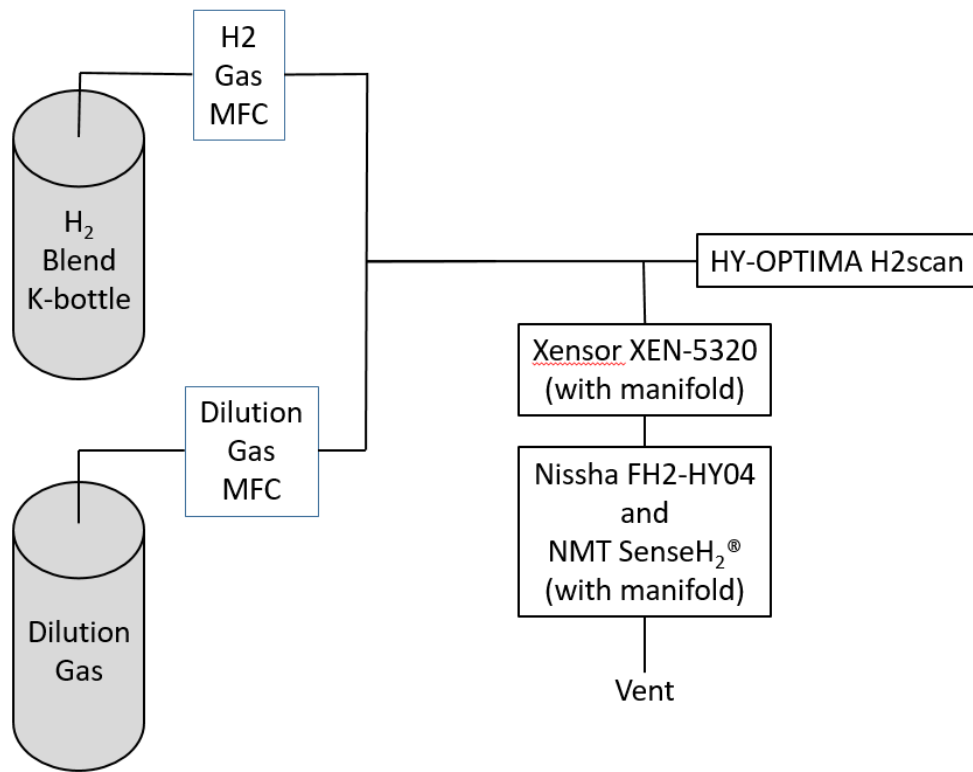 H2
Gas
MFC
H₂
Blend
K-bottle
HY-OPTIMA H2scan
Xensor XEN-5320
(with manifold)
Dilution
Gas
MFC
Nissha FH2-HY04
and
NMT SenseH₂®
(with manifold)
Dilution
Gas
Vent